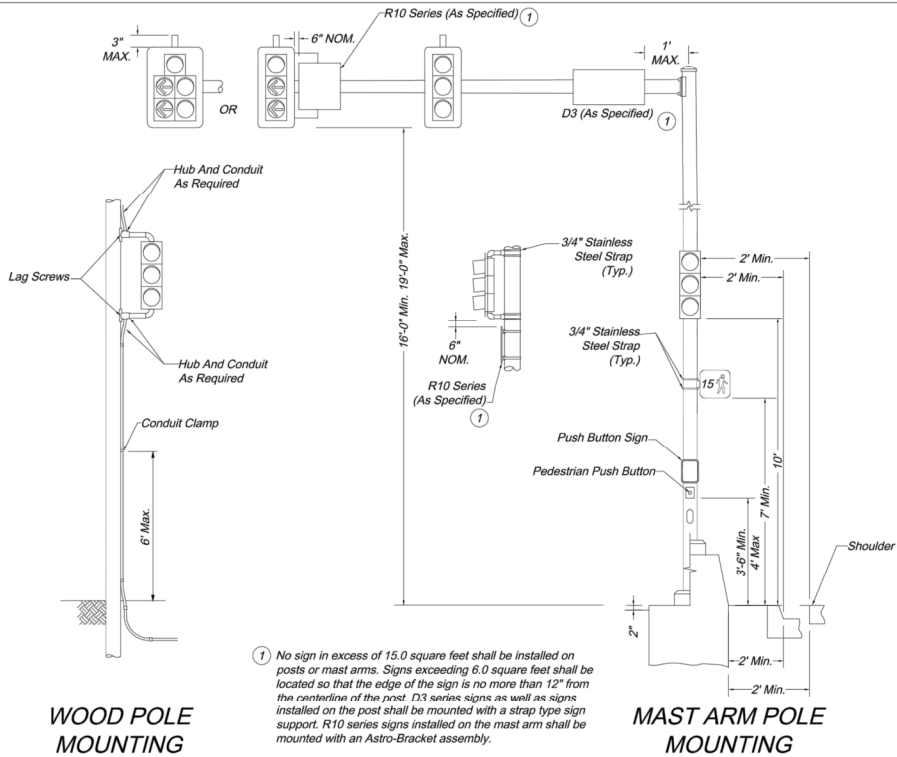 R10 Series (As Specified) 1
3"
MAX.
6" NOM.
1'
MAX.
OR
D3 (As Specified) 1
Hub And Conduit
As Required
Lag Screws
Hub And Conduit
As Required
Conduit Clamp
6' Max.
16'-0" Min. 19'-0" Max.
3/4" Stainless
Steel Strap
(Typ.)
6"
NOM.
R10 Series
(As Specified)
1
2' Min.
2' Min.
3/4" Stainless
Steel Strap
(Typ.)
15
Push Button Sign
Pedestrian Push Button
3'-6" Min.
4' Max
7' Min.
10'
Shoulder
2"
2' Min.
2' Min.
1 No sign in excess of 15.0 square feet shall be installed on
posts or mast arms. Signs exceeding 6.0 square feet shall be
located so that the edge of the sign is no more than 12" from
the centerline of the post. D3 series signs as well as signs
installed on the post shall be mounted with a strap type sign
support. R10 series signs installed on the mast arm shall be
mounted with an Astro-Bracket assembly.
WOOD POLE
MOUNTING
MAST ARM POLE
MOUNTING